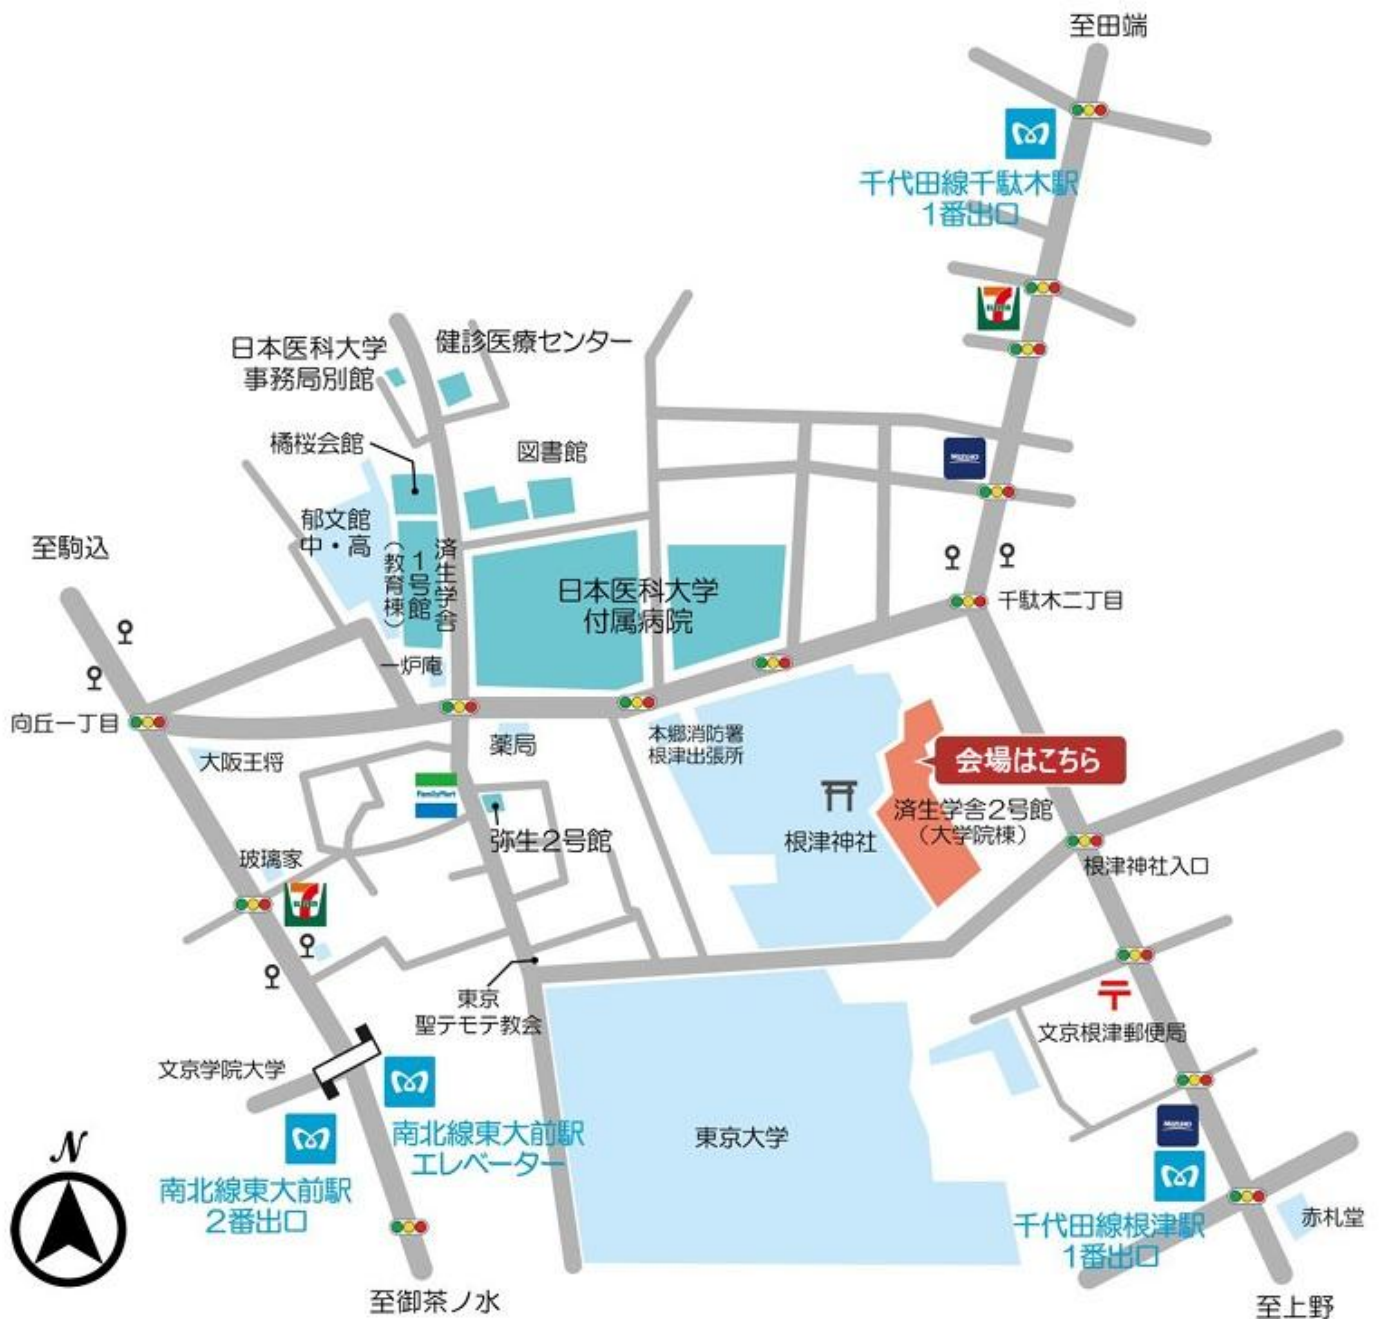 至田端
千代田線千駄木駅
1番出口
日本医科大学
事務局別館
健診医療センター
橘桜会館
図書館
MIZUHO
郁文館
中・高
済生学舎
1号館
（教育棟）
至駒込
日本医科大学
付属病院
千駄木二丁目
一炉庵
向丘一丁目
大阪王将
薬局
本郷消防署
根津出張所
会場はこちら
FamilyMart
弥生2号館
根津神社
済生学舎2号館
（大学院棟）
玻璃家
根津神社入口
東京
聖テモテ教会
文京根津郵便局
文京学院大学
南北線東大前駅
エレベーター
東京大学
MIZUHO
N
南北線東大前駅
2番出口
千代田線根津駅
1番出口
赤札堂
至御茶ノ水
至上野